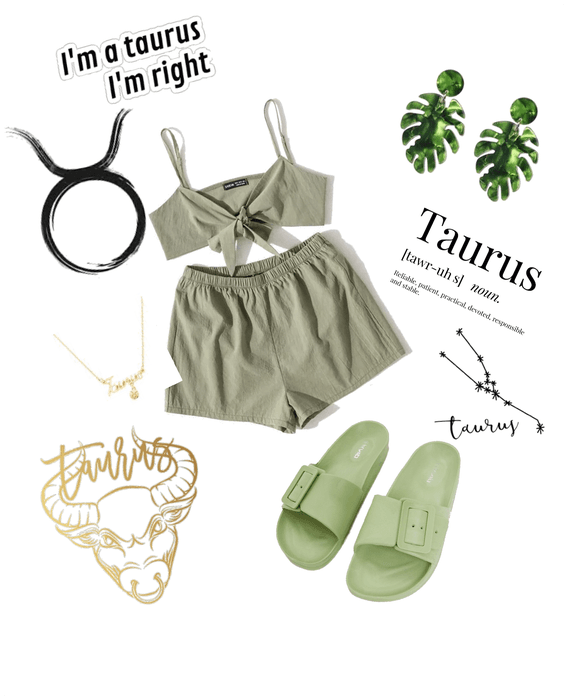 I'm a taurus
I'm right
Taurus
[tawr-uh s] noun.
Reliable, patient, practical, devoted, responsible
and stable.
Taurus
taurus
taurus